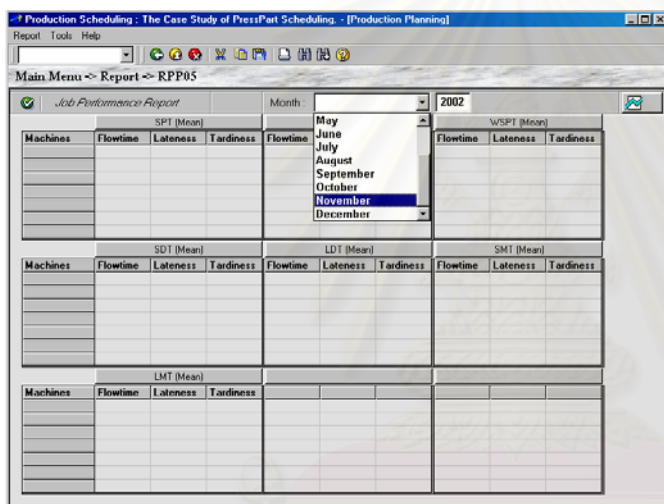 Production Scheduling : The Case Study of PressPart Scheduling. - [Production Planning]
Report Tools Help
Main Menu -> Report -> RPP05
Job Performance Report Month : 2002
May
June
July
August
September
October
November
December
SPT (Mean) WSPT (Mean)
Machines Flowtime Lateness Tardiness Flowtime Flowtime Lateness Tardiness
SDT (Mean) LDT (Mean) SMT (Mean)
Machines Flowtime Lateness Tardiness Flowtime Lateness Tardiness Flowtime Lateness Tardiness
LMT (Mean)
Machines Flowtime Lateness Tardiness